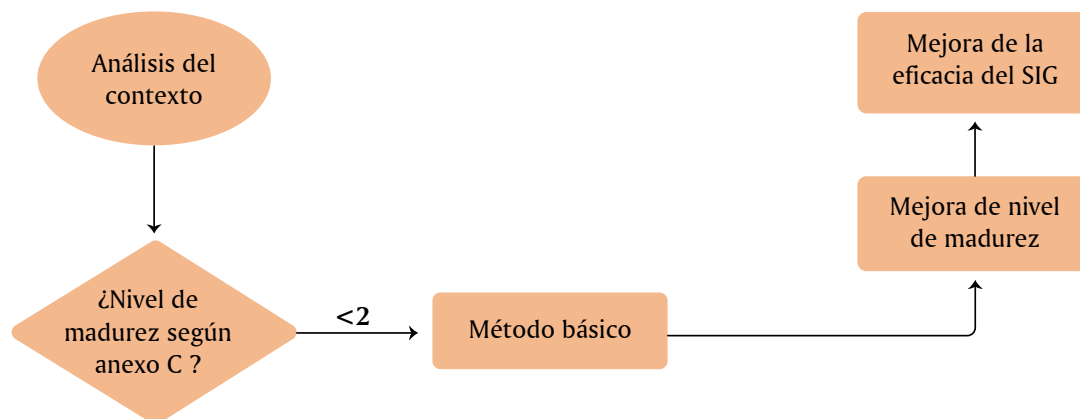 Análisis del
contexto
¿Nivel de
madurez según
anexo C ?
<2
Método básico
Mejora de nivel
de madurez
Mejora de la
eficacia del SIG